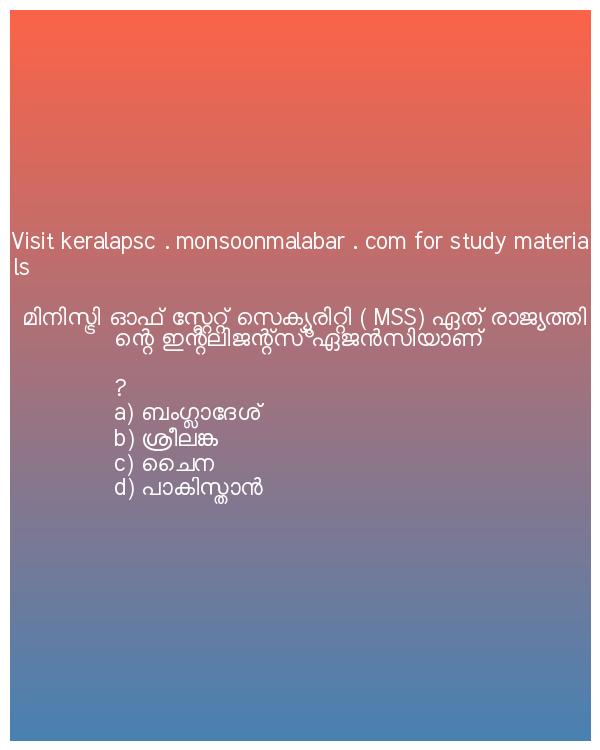 Visit keralapsc . monsoonmalabar . com for study materia
ls
മിനിസ്ട്രി ഓഫ് സ്റ്റേറ്റ് സെക്യൂരിറ്റി ( MSS) ഏത് രാജ്യത്തി
ന്റെ ഇന്റലിജന്റ്സ് ഏജൻസിയാണ്
?
a) ബംഗ്ലാദേശ്
b) ശ്രീലങ്ക
c) ചൈന
d) പാകിസ്താൻ